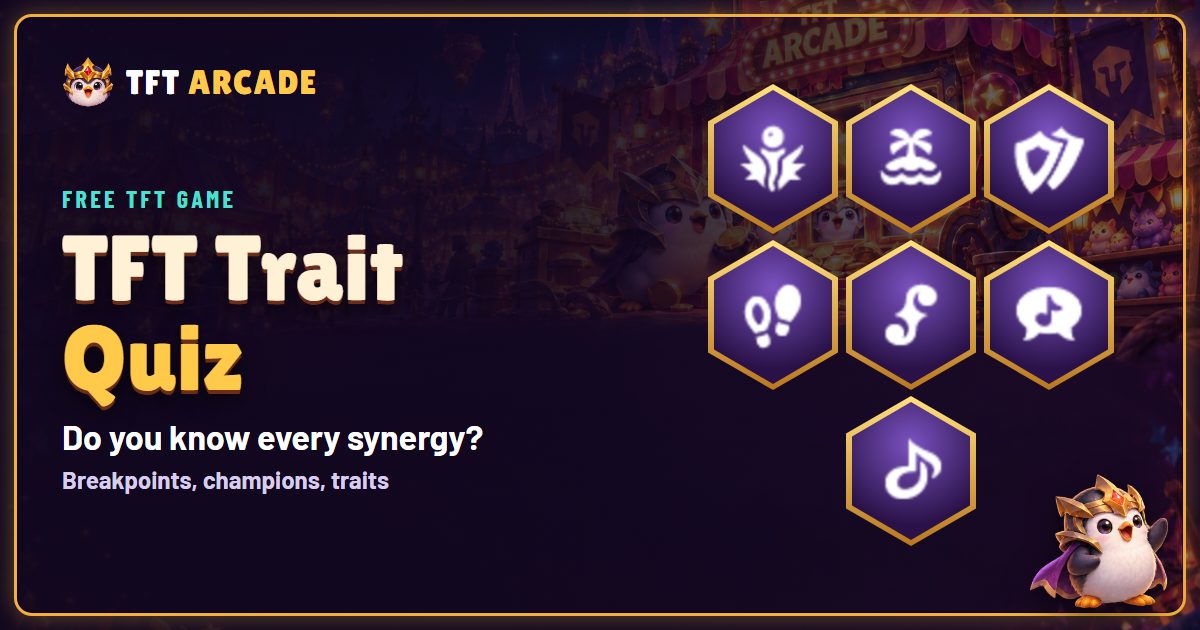 TFT ARCADE
TFT
ARCADE
FREE TFT GAME
TFT Trait
Quiz
Do you know every synergy?
Breakpoints, champions, traits